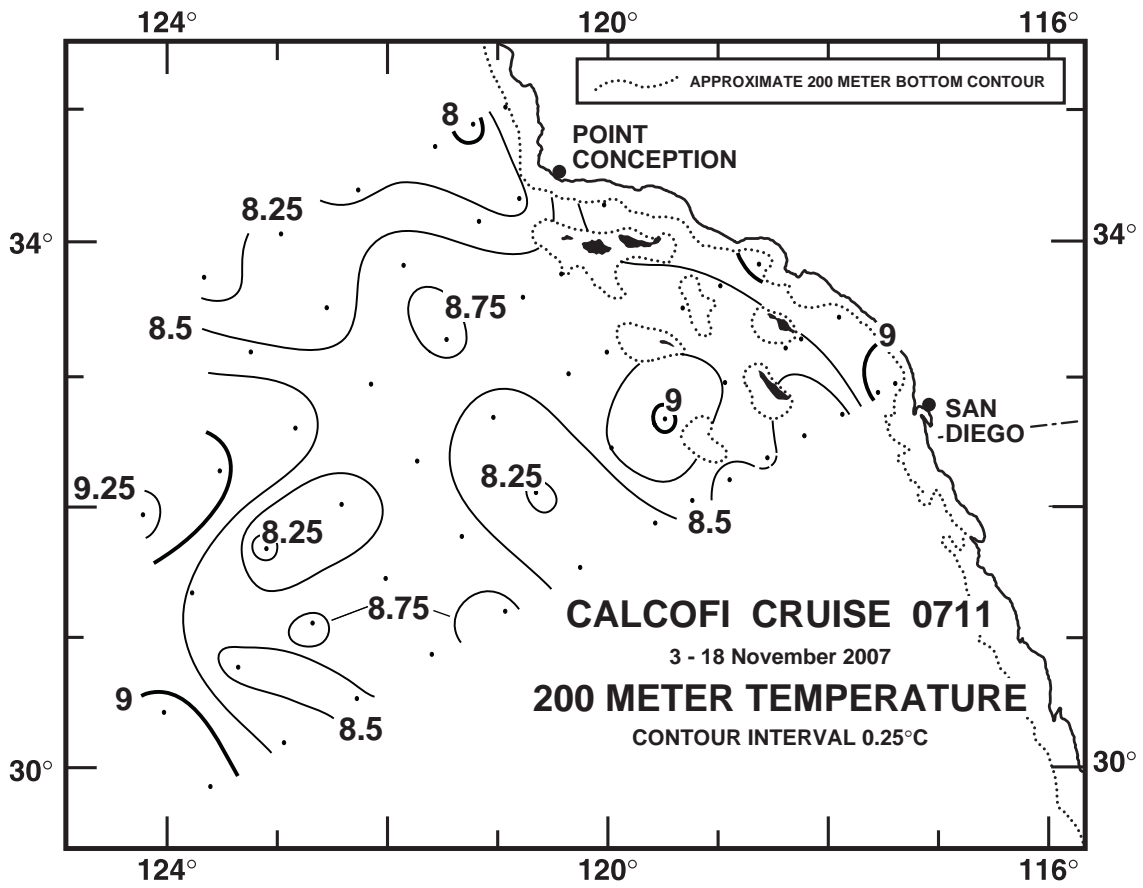 124° 120° 116°
APPROXIMATE 200 METER BOTTOM CONTOUR
8
POINT
CONCEPTION
8.25
34° 34°
8.75
8.5
9
9
SAN
DIEGO
9.25
8.25
8.25
8.5
8.75
CALCOFI CRUISE 0711
3 - 18 November 2007
9
200 METER TEMPERATURE
8.5
CONTOUR INTERVAL 0.25°C
30° 30°
124° 120° 116°